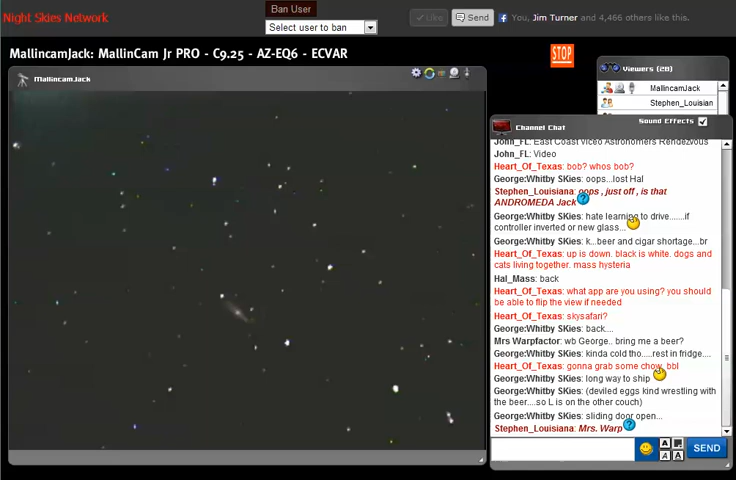 Night Skies Network
Ban User
Select user to ban
Like
Send
You, Jim Turner and 4,466 others like this.
MallincamJack: MallinCam Jr PRO - C9.25 - AZ-EQ6 - ECVAR
STOP
MallincamJack
Viewers (28)
MallincamJack
Stephen_Louisian
Sound Effects
Channel Chat
John_FL: East Coast Video Astronomers Rendezvous
John_FL: Video
Heart_Of_Texas: bob? whos bob?
George:Whitby SKies: oops...lost Hal
Stephen_Louisiana: oops , just off , is that
ANDROMEDA Jack
George:Whitby SKies: hate learning to drive.......if
controller inverted or new glass...
George:Whitby SKies: k...beer and cigar shortage...br
Heart_Of_Texas: up is down. black is white. dogs and
cats living together. mass hysteria
Hal_Mass: back
Heart_Of_Texas: what app are you using? you should
be able to flip the view if needed
Heart_Of_Texas: skysafari?
George:Whitby SKies: back....
Mrs Warpfactor: wb George.. bring me a beer?
George:Whitby SKies: kinda cold tho....rest in fridge....
Heart_Of_Texas: gonna grab some chow. bbl
George:Whitby SKies: long way to ship
George:Whitby SKies: (deviled eggs kind wrestling with
the beer....so L is on the other couch)
George:Whitby SKies: sliding door open...
Stephen_Louisiana: Mrs. Warp
A
A A
SEND